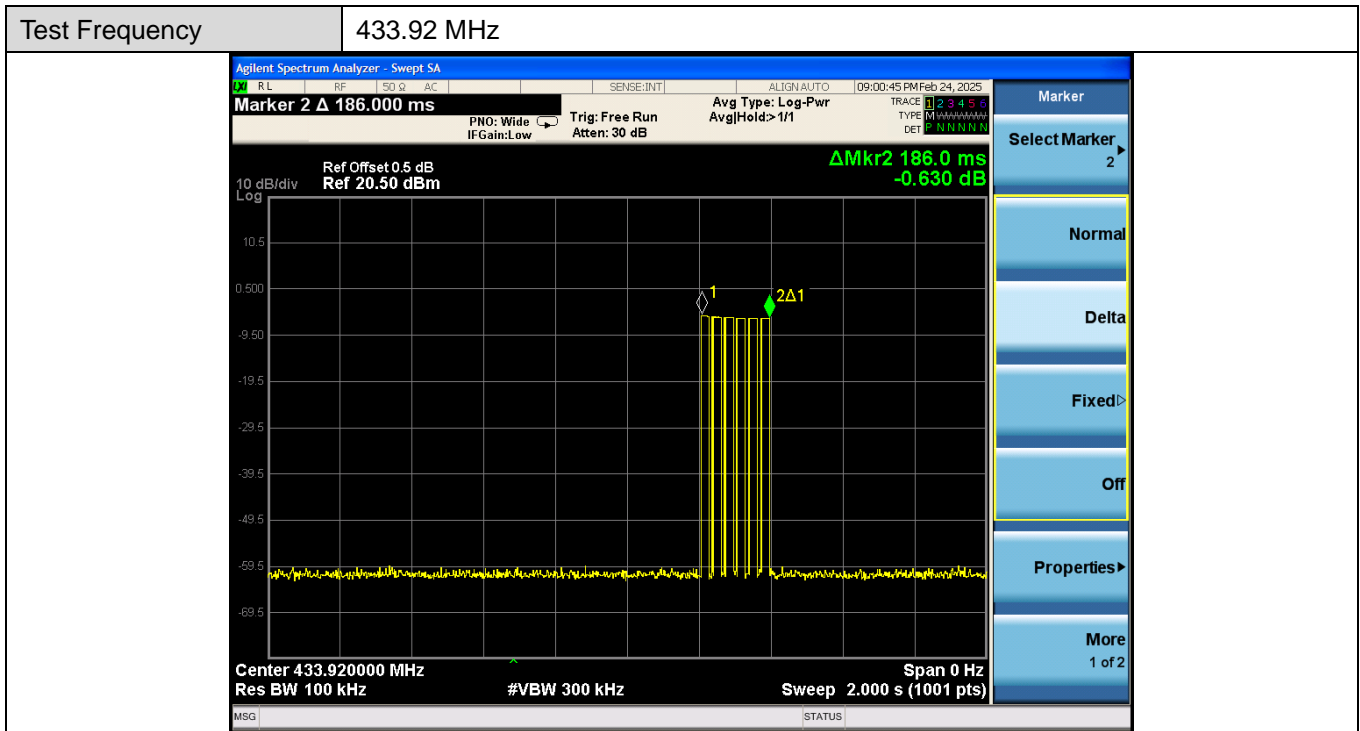 Test Frequency 433.92 MHz
Agilent Spectrum Analyzer - Swept SA
LXI RL RF 50 Ω AC SENSE:INT ALIGN AUTO 09:00:45 PM Feb 24, 2025
Marker 2 Δ 186.000 ms
PNO: Wide
IFGain:Low
Trig: Free Run
Atten: 30 dB
Avg Type: Log-Pwr
Avg|Hold:> 1/1
TRACE 1 2 3 4 5 6
TYPE M
DET P N N N N N
ΔMkr2 186.0 ms
-0.630 dB
Ref Offset 0.5 dB
10 dB/div Ref 20.50 dBm
Log
10.5
0.500
-9.50
-19.5
-29.5
-39.5
-49.5
-59.5
-69.5
1
2Δ1
Center 433.920000 MHz Span 0 Hz
Res BW 100 kHz #VBW 300 kHz Sweep 2.000 s (1001 pts)
MSG STATUS
Marker
Select Marker
2
Normal
Delta
Fixed
Off
Properties
More
1 of 2